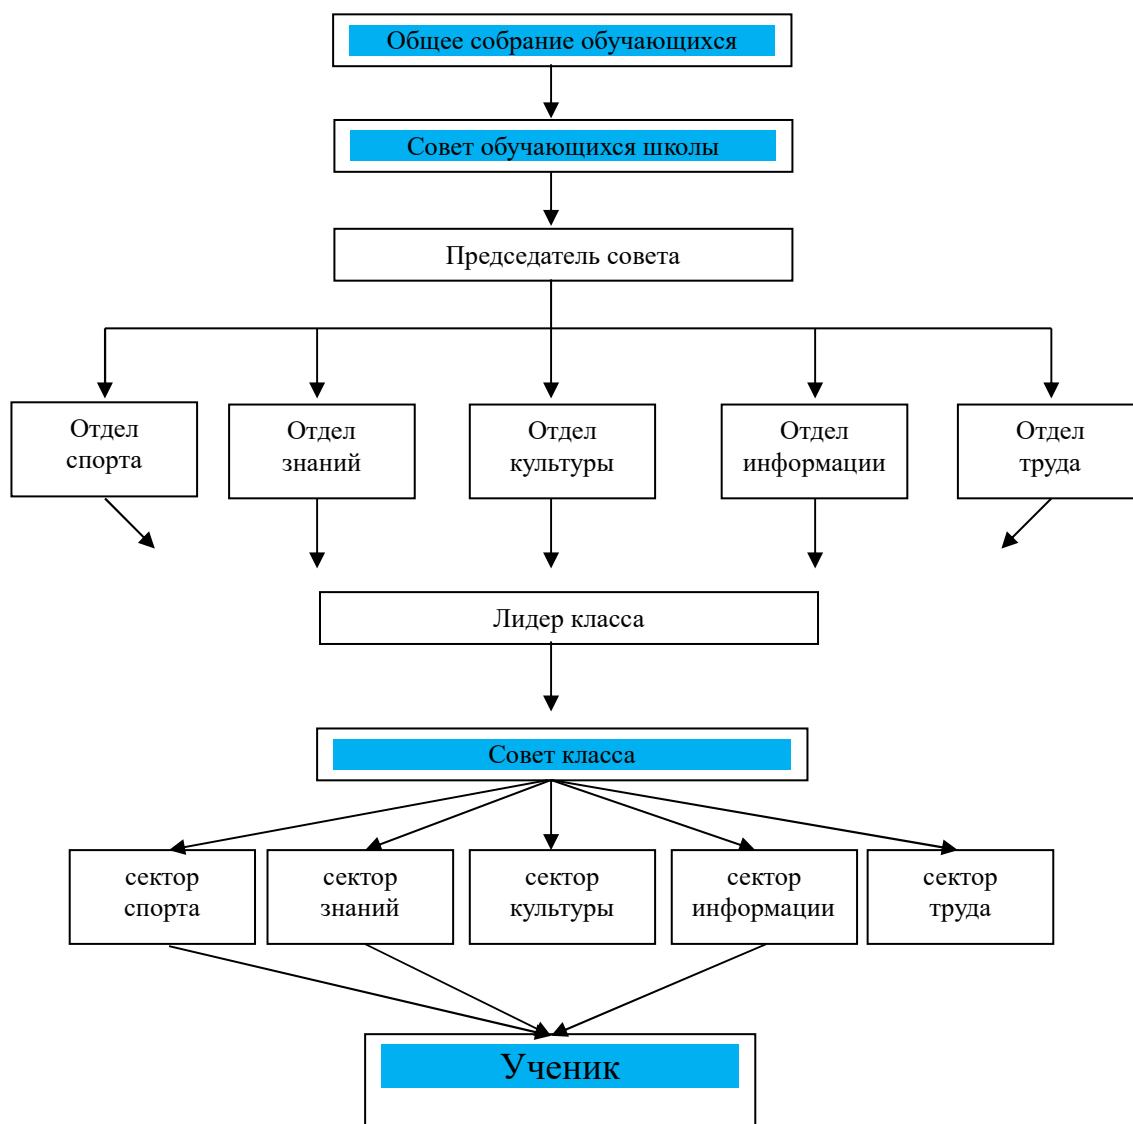 Общее собрание обучающихся
Совет обучающихся школы
Председатель совета
Отдел
спорта
Отдел
знаний
Отдел
культуры
Отдел
информации
Отдел
труда
Лидер класса
Совет класса
сектор
спорта
сектор
знаний
сектор
культуры
сектор
информации
сектор
труда
Ученик